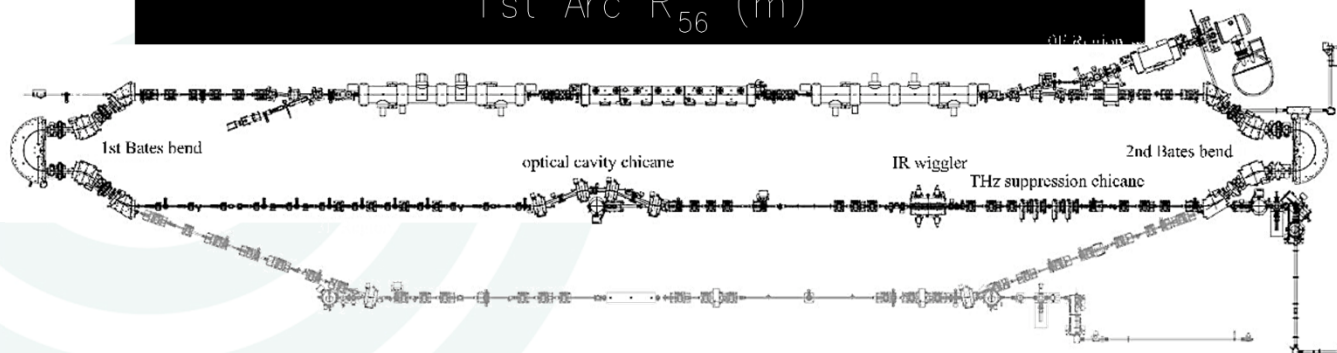 1st Arc R56 (m)
1st Bates bend
optical cavity chicane
IR wiggler
2nd Bates bend
THz suppression chicane